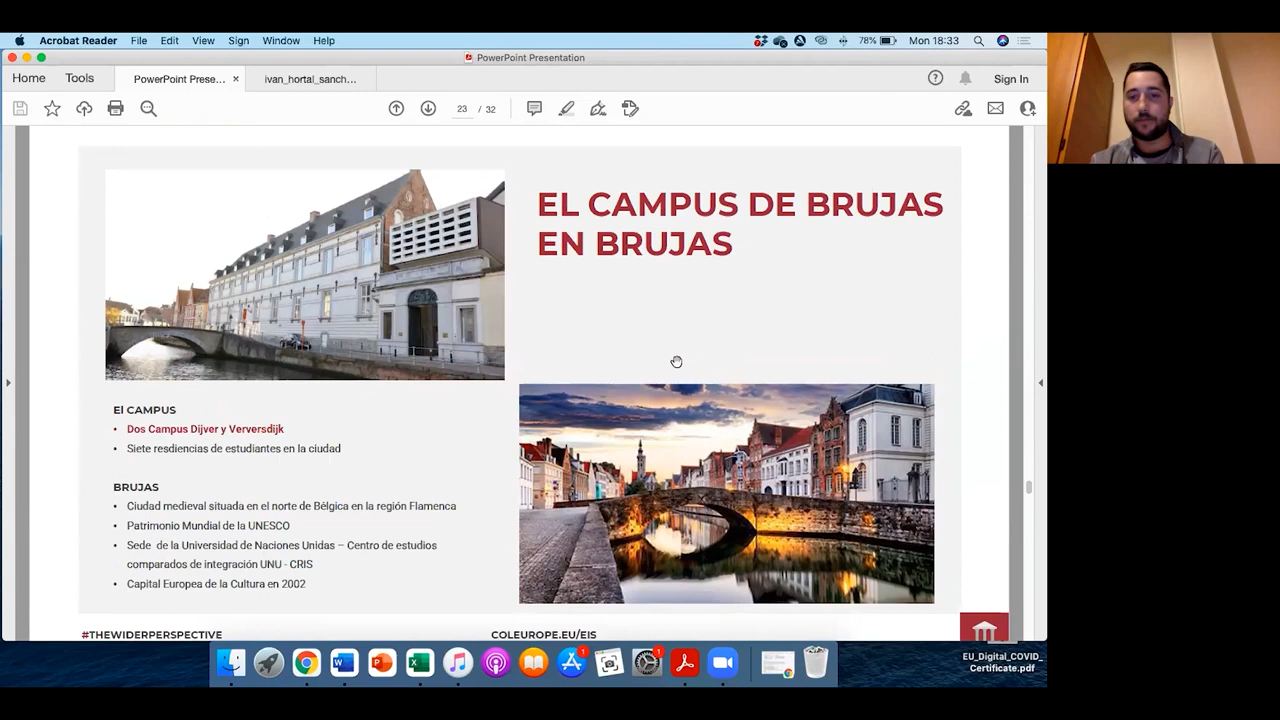 Acrobat Reader File Edit View Sign Window Help
78% Mon 18:33
PowerPoint Presentation
Home Tools PowerPoint Prese... × ivan_hortal_sanch... Sign In
23 / 32
EL CAMPUS DE BRUJAS
EN BRUJAS
El CAMPUS
• Dos Campus Dijver y Verversdijk
• Siete resdiencias de estudiantes en la ciudad
BRUJAS
• Ciudad medieval situada en el norte de Bélgica en la región Flamenca
• Patrimonio Mundial de la UNESCO
• Sede de la Universidad de Naciones Unidas – Centro de estudios
comparados de integración UNU - CRIS
• Capital Europea de la Cultura en 2002
#THEWIDERPERSPECTIVE
COLEUROPE.EU/EIS
EU_Digital_COVID_
Certificate.pdf